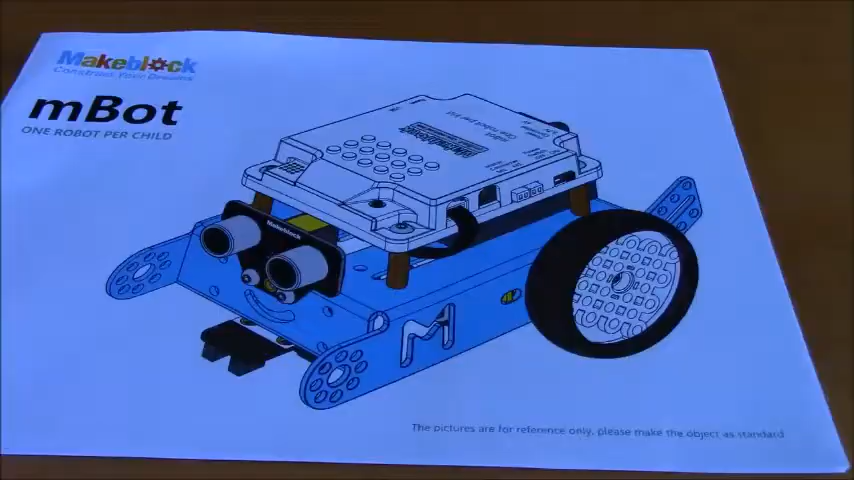 Makeblock
Construct Your Dreams
mBot
ONE ROBOT PER CHILD
Makeblock
M
The pictures are for reference only, please make the object as standard